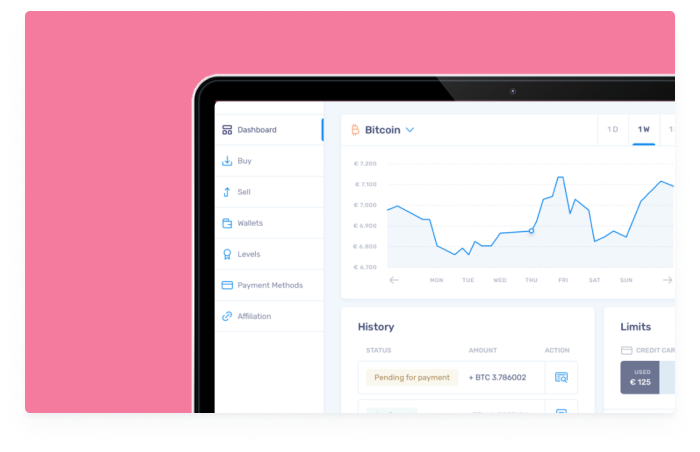 Dashboard
Buy
Sell
Wallets
Levels
Payment Methods
Affiliation
Bitcoin
1 D
1 W
€ 7,200
€ 7,100
€ 7,000
€ 6,900
€ 6,800
€ 6,700
MON TUE WED THU FRI SAT SUN
History
STATUS AMOUNT ACTION
Pending for payment + BTC 3.786002
Limits
CREDIT CAR
USED
€ 125